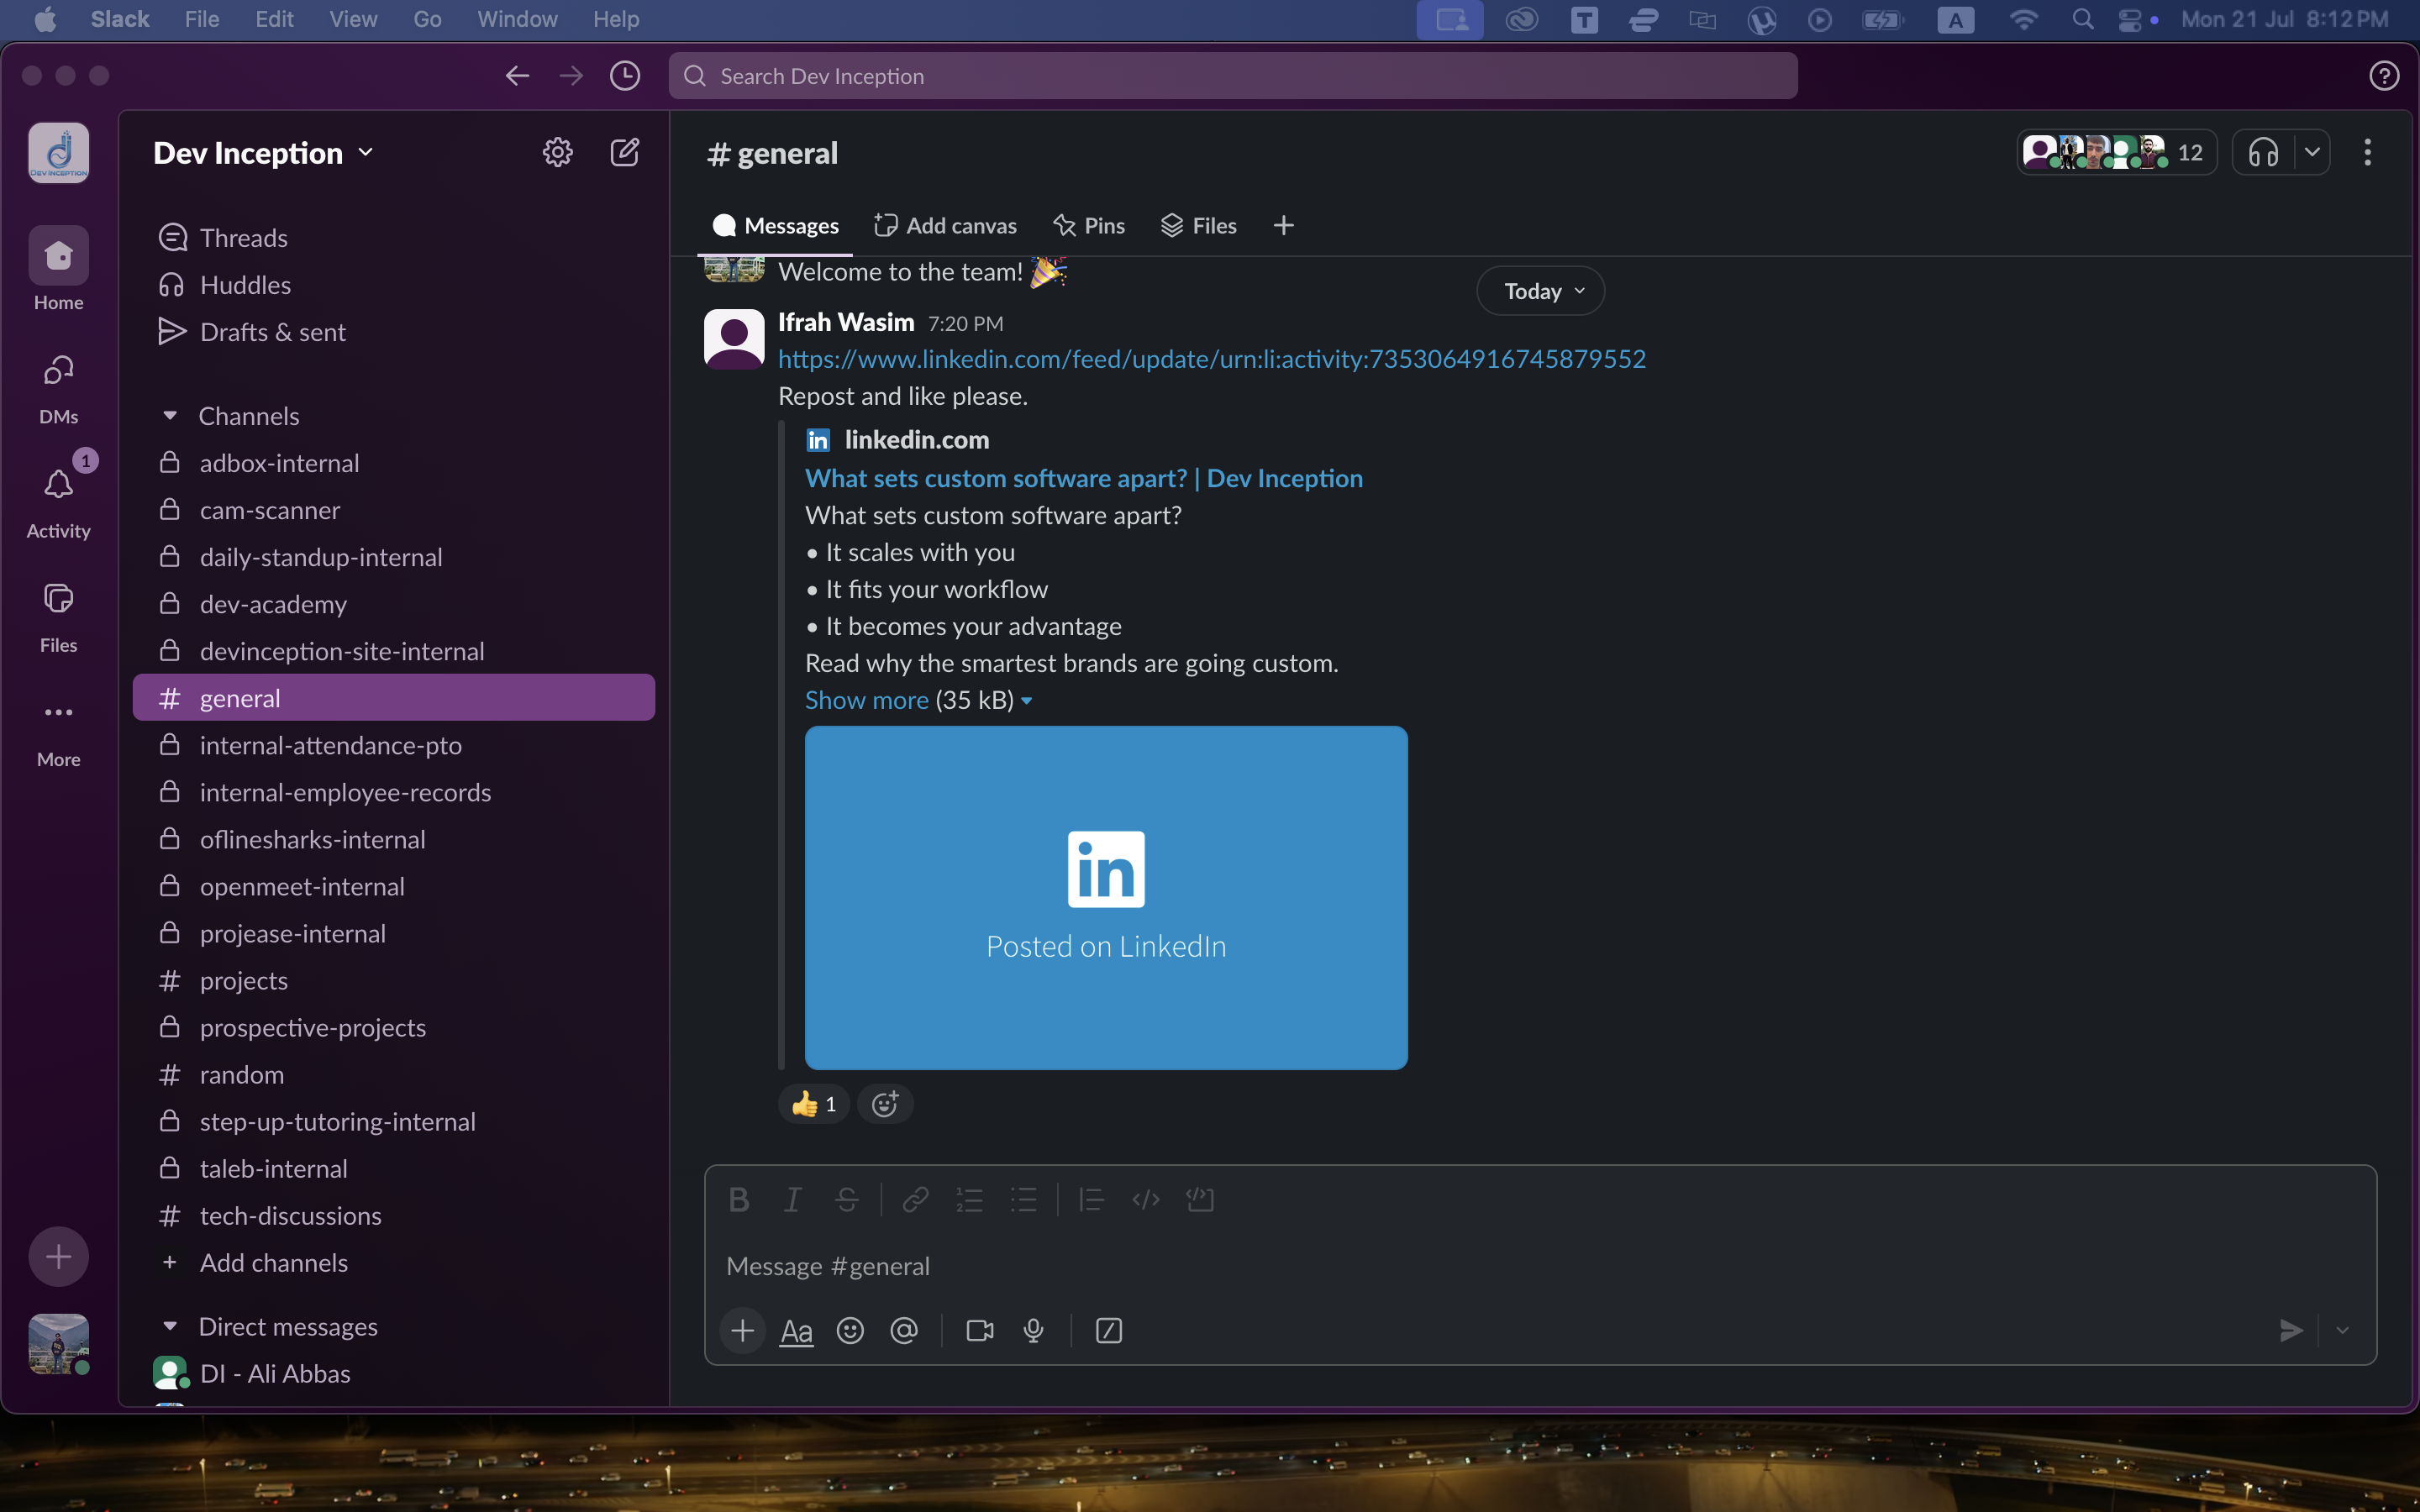 Slack File Edit View Go Window Help
Mon 21 Jul 8:12 PM
Search Dev Inception
DEV INCEPTION
Home
DMs
1
Activity
Files
More
Dev Inception
Threads
Huddles
Drafts & sent
Channels
adbox-internal
cam-scanner
daily-standup-internal
dev-academy
devinception-site-internal
# general
internal-attendance-pto
internal-employee-records
oflinesharks-internal
openmeet-internal
projease-internal
# projects
prospective-projects
# random
step-up-tutoring-internal
taleb-internal
# tech-discussions
+ Add channels
Direct messages
DI - Ali Abbas
# general
12
Messages Add canvas Pins Files +
Welcome to the team!
Today
Ifrah Wasim 7:20 PM
https://www.linkedin.com/feed/update/urn:li:activity:7353064916745879552
Repost and like please.
in linkedin.com
What sets custom software apart? | Dev Inception
What sets custom software apart?
• It scales with you
• It fits your workflow
• It becomes your advantage
Read why the smartest brands are going custom.
Show more (35 kB)
in
Posted on LinkedIn
1
Message #general
Aa